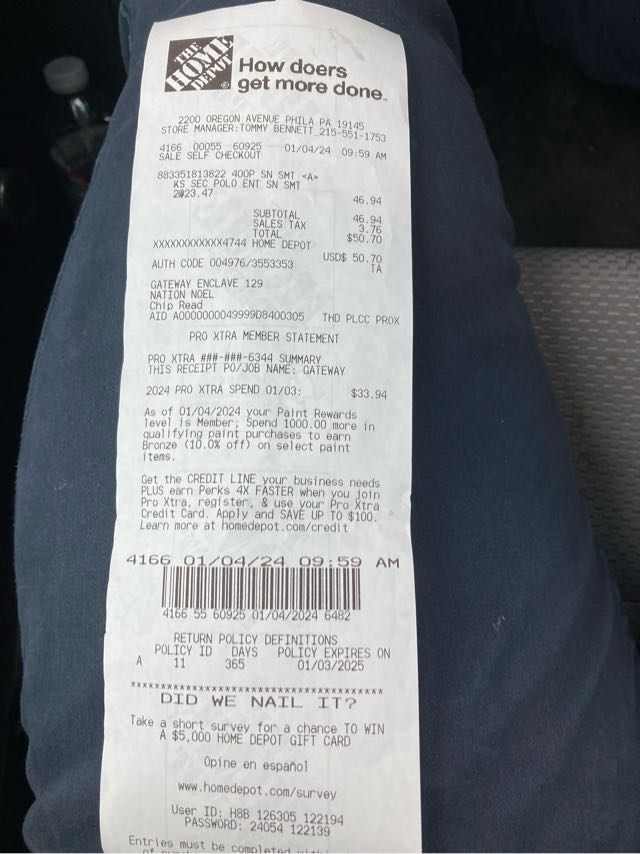 THE
HOME
DEPOT
How doers
get more done.
2200 OREGON AVENUE PHILA PA 19145
STORE MANAGER:TOMMY BENNETT 215-551-1753
4166 00055 60925 01/04/24 09:59 AM
SALE SELF CHECKOUT
883351813822 400P SN SMT <A>
KS SEC POLO ENT SN SMT
2@23.47 46.94
SUBTOTAL 46.94
SALES TAX 3.76
TOTAL $50.70
XXXXXXXXXXXX4744 HOME DEPOT
USD$ 50.70
AUTH CODE 004976/3553353 TA
GATEWAY ENCLAVE 129
NATION NOEL
Chip Read
AID A0000000049999D8400305 THD PLCC PROX
PRO XTRA MEMBER STATEMENT
PRO XTRA ###-###-6344 SUMMARY
THIS RECEIPT PO/JOB NAME: GATEWAY
2024 PRO XTRA SPEND 01/03: $33.94
As of 01/04/2024 your Paint Rewards
level is Member; Spend 1000.00 more in
qualifying paint purchases to earn
Bronze (10.0% off) on select paint
items.
Get the CREDIT LINE your business needs
PLUS earn Perks 4X FASTER when you join
Pro Xtra, register, & use your Pro Xtra
Credit Card. Apply and SAVE UP TO $100.
Learn more at homedepot.com/credit
4166 01/04/24 09:59 AM
4166 55 60925 01/04/2024 6482
RETURN POLICY DEFINITIONS
POLICY ID DAYS POLICY EXPIRES ON
A 11 365 01/03/2025
DID WE NAIL IT?
Take a short survey for a chance TO WIN
A $5,000 HOME DEPOT GIFT CARD
Opine en español
www.homedepot.com/survey
User ID: H8B 126305 122194
PASSWORD: 24054 122139
Entries must be completed